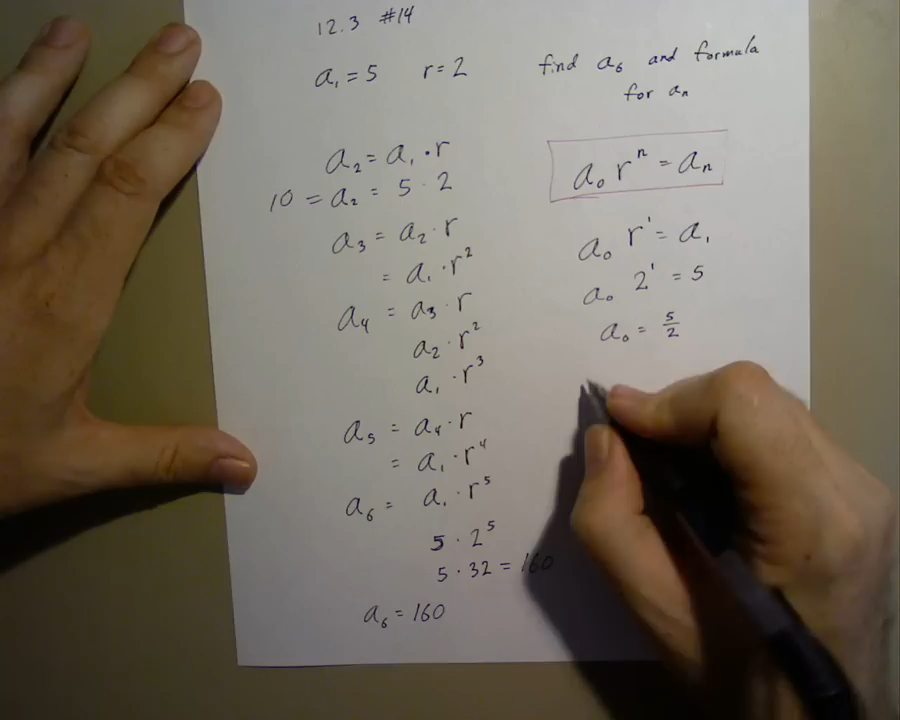 12.3 #14
a₁ = 5 r = 2
find a₆ and formula
for aₙ
a₂ = a₁ · r
10 = a₂ = 5 · 2
a₃ = a₂ · r
= a₁ · r²
a₄ = a₃ · r
a₂ · r²
a₁ · r³
a₅ = a₄ · r
= a₁ · r⁴
a₆ = a₁ · r⁵
5 · 2⁵
5 · 32 = 160
a₆ = 160
a₀ rⁿ = aₙ
a₀ r¹ = a₁
a₀ 2¹ = 5
a₀ = 5/2